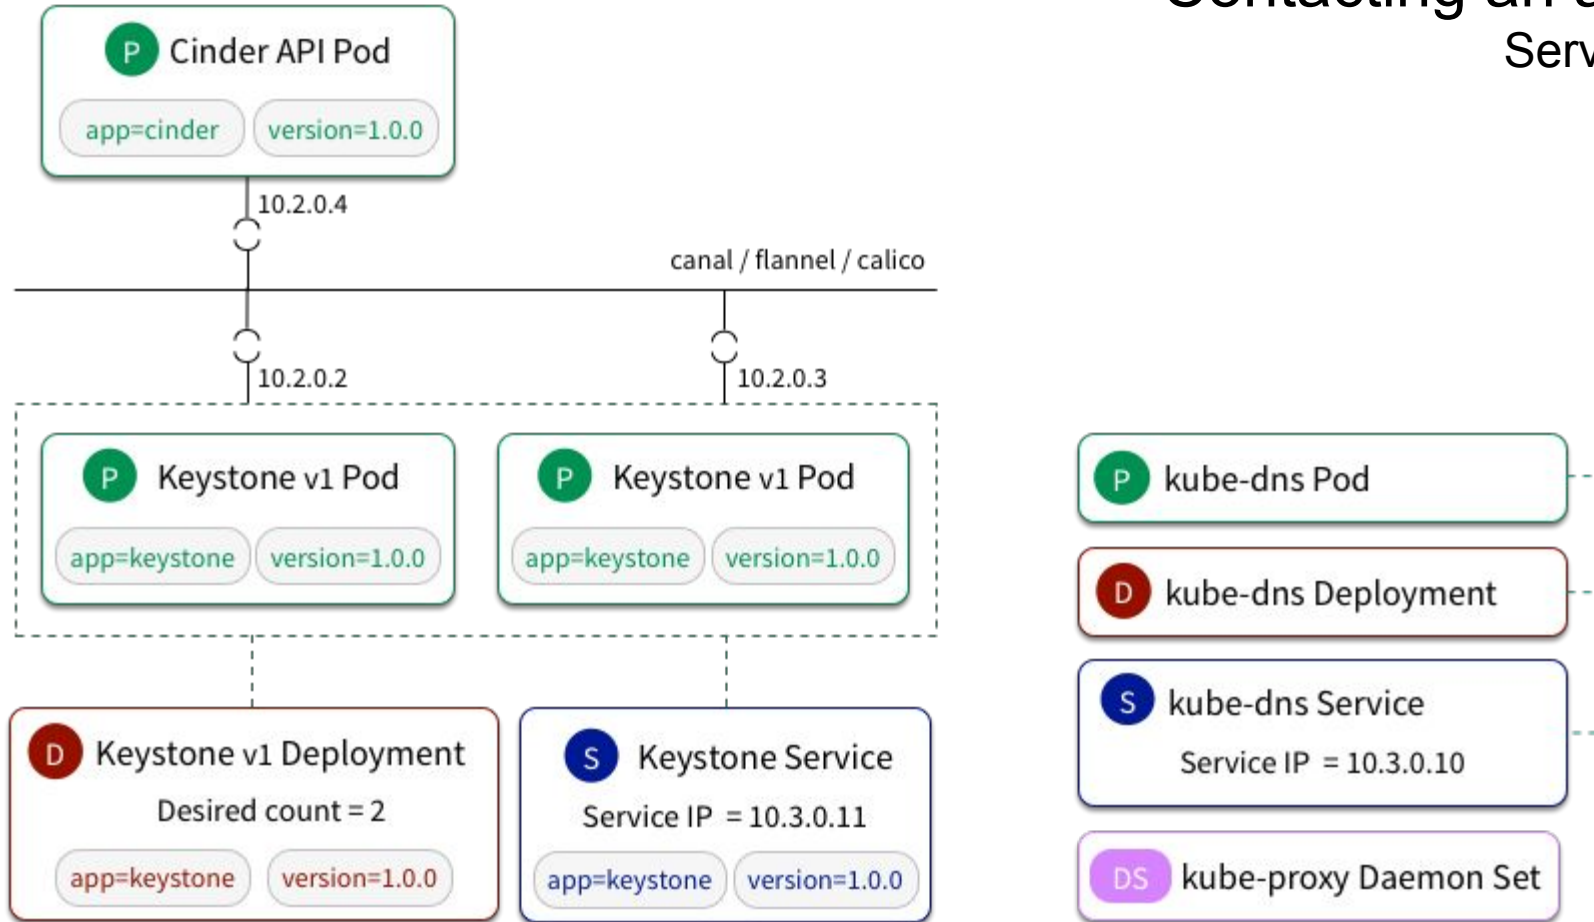 Contacting an
Serv
P Cinder API Pod
app=cinder version=1.0.0
10.2.0.4
canal / flannel / calico
10.2.0.2
10.2.0.3
P Keystone v1 Pod
app=keystone version=1.0.0
P Keystone v1 Pod
app=keystone version=1.0.0
D Keystone v1 Deployment
Desired count = 2
app=keystone version=1.0.0
S Keystone Service
Service IP = 10.3.0.11
app=keystone version=1.0.0
P kube-dns Pod
D kube-dns Deployment
S kube-dns Service
Service IP = 10.3.0.10
DS kube-proxy Daemon Set